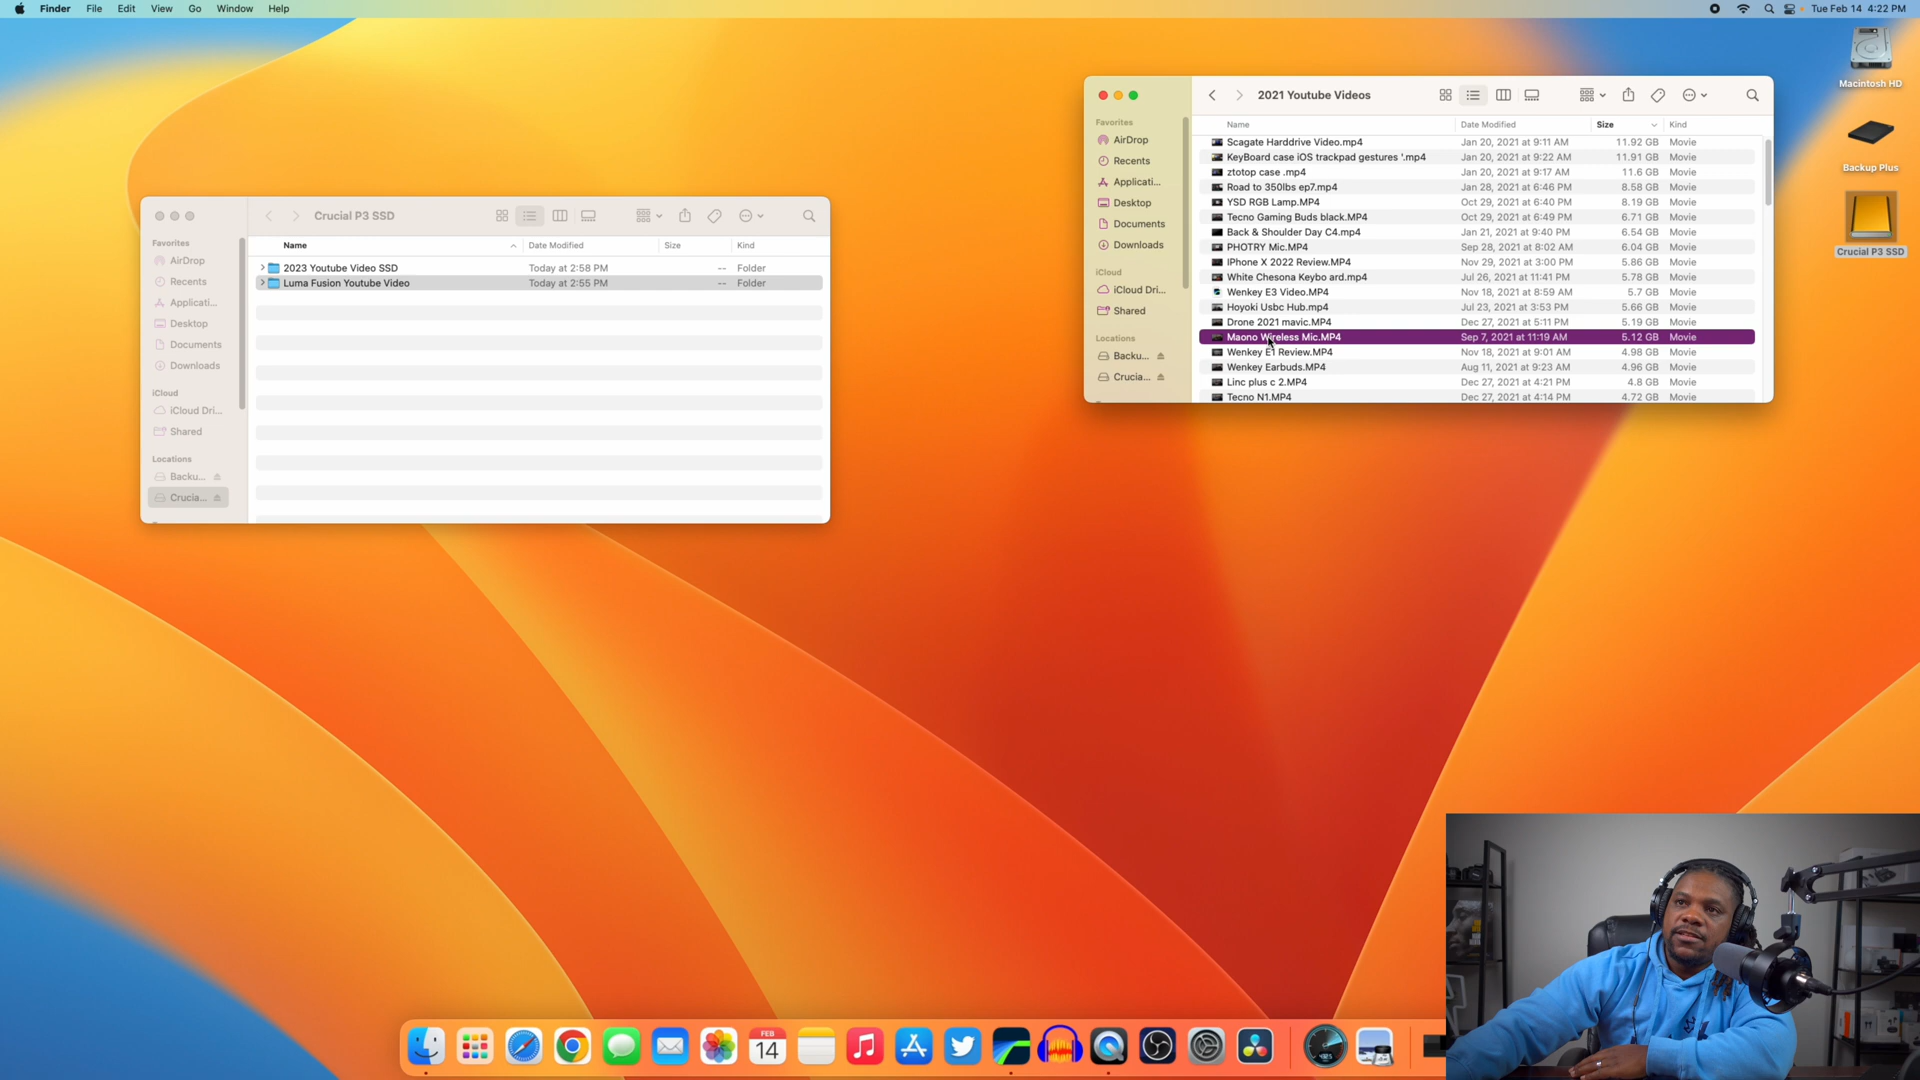 Finder File Edit View Go Window Help Tue Feb 14 4:22 PM
Macintosh HD
Backup Plus
Crucial P3 SSD
2021 Youtube Videos
Favorites
AirDrop
Recents
Applicati...
Desktop
Documents
Downloads
iCloud
iCloud Dri...
Shared
Locations
Backu...
Crucia...
Name Date Modified Size Kind
Seagate Harddrive Video.mp4 Jan 20, 2021 at 9:11 AM 11.92 GB Movie
KeyBoard case iOS trackpad gestures '.mp4 Jan 20, 2021 at 9:22 AM 11.91 GB Movie
ztotop case .mp4 Jan 20, 2021 at 9:17 AM 11.6 GB Movie
Road to 350lbs ep7.mp4 Jan 28, 2021 at 6:46 PM 8.58 GB Movie
YSD RGB Lamp.MP4 Oct 29, 2021 at 6:40 PM 8.19 GB Movie
Tecno Gaming Buds black.MP4 Oct 29, 2021 at 6:49 PM 6.71 GB Movie
Back & Shoulder Day C4.mp4 Jan 21, 2021 at 9:40 PM 6.54 GB Movie
PHOTRY Mic.MP4 Sep 28, 2021 at 8:02 AM 6.04 GB Movie
IPhone X 2022 Review.MP4 Nov 29, 2021 at 3:00 PM 5.86 GB Movie
White Chesona Keybo ard.mp4 Jul 26, 2021 at 11:41 PM 5.78 GB Movie
Wenkey E3 Video.MP4 Nov 18, 2021 at 8:59 AM 5.7 GB Movie
Hoyoki Usbc Hub.mp4 Jul 23, 2021 at 3:53 PM 5.66 GB Movie
Drone 2021 mavic.MP4 Dec 27, 2021 at 5:11 PM 5.19 GB Movie
Maono Wireless Mic.MP4 Sep 7, 2021 at 11:19 AM 5.12 GB Movie
Wenkey E1 Review.MP4 Nov 18, 2021 at 9:01 AM 4.98 GB Movie
Wenkey Earbuds.MP4 Aug 11, 2021 at 9:23 AM 4.96 GB Movie
Linc plus c 2.MP4 Dec 27, 2021 at 4:21 PM 4.8 GB Movie
Tecno N1.MP4 Dec 27, 2021 at 4:14 PM 4.72 GB Movie
Crucial P3 SSD
Favorites
AirDrop
Recents
Applicati...
Desktop
Documents
Downloads
iCloud
iCloud Dri...
Shared
Locations
Backu...
Crucia...
Name Date Modified Size Kind
2023 Youtube Video SSD Today at 2:58 PM -- Folder
Luma Fusion Youtube Video Today at 2:55 PM -- Folder
FEB
14